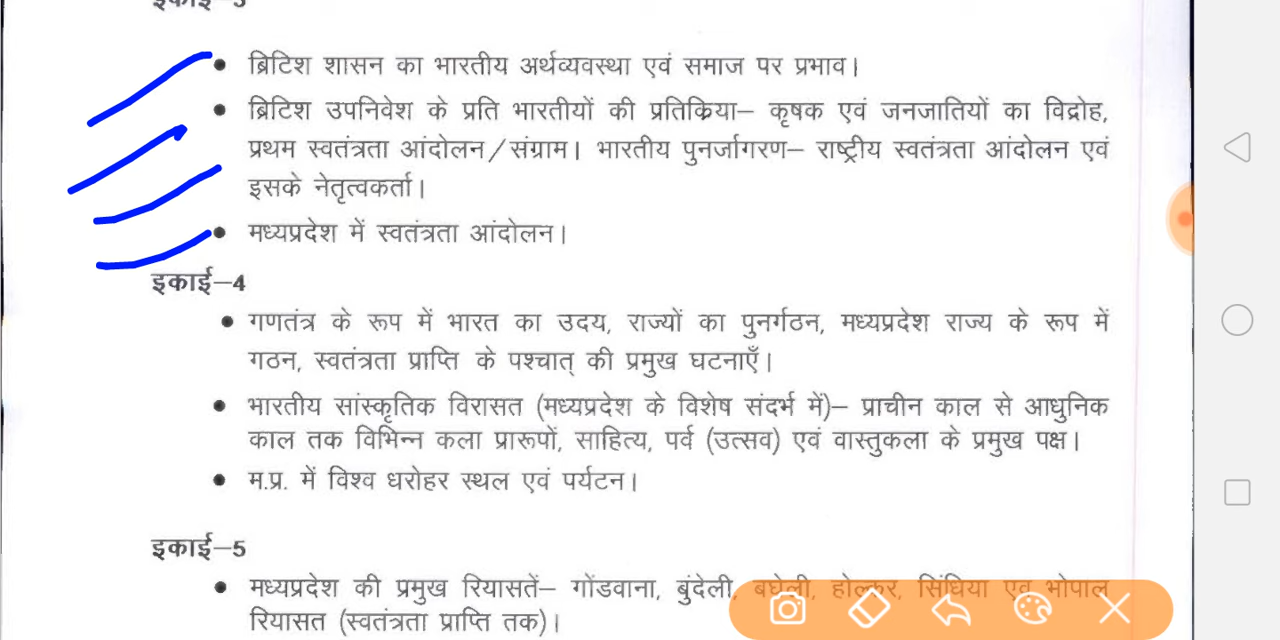 इकाई–3
ब्रिटिश शासन का भारतीय अर्थव्यवस्था एवं समाज पर प्रभाव।
ब्रिटिश उपनिवेश के प्रति भारतीयों की प्रतिक्रिया– कृषक एवं जनजातियों का विद्रोह,
प्रथम स्वतंत्रता आंदोलन/संग्राम। भारतीय पुनर्जागरण– राष्ट्रीय स्वतंत्रता आंदोलन एवं
इसके नेतृत्वकर्ता।
मध्यप्रदेश में स्वतंत्रता आंदोलन।
इकाई–4
गणतंत्र के रूप में भारत का उदय, राज्यों का पुनर्गठन, मध्यप्रदेश राज्य के रूप में
गठन, स्वतंत्रता प्राप्ति के पश्चात् की प्रमुख घटनाएँ।
भारतीय सांस्कृतिक विरासत (मध्यप्रदेश के विशेष संदर्भ में)– प्राचीन काल से आधुनिक
काल तक विभिन्न कला प्रारूपों, साहित्य, पर्व (उत्सव) एवं वास्तुकला के प्रमुख पक्ष।
म.प्र. में विश्व धरोहर स्थल एवं पर्यटन।
इकाई–5
मध्यप्रदेश की प्रमुख रियासतें– गोंडवाना, बुंदेली, बघेली, होल्कर, सिंधिया एवं भोपाल
रियासत (स्वतंत्रता प्राप्ति तक)।